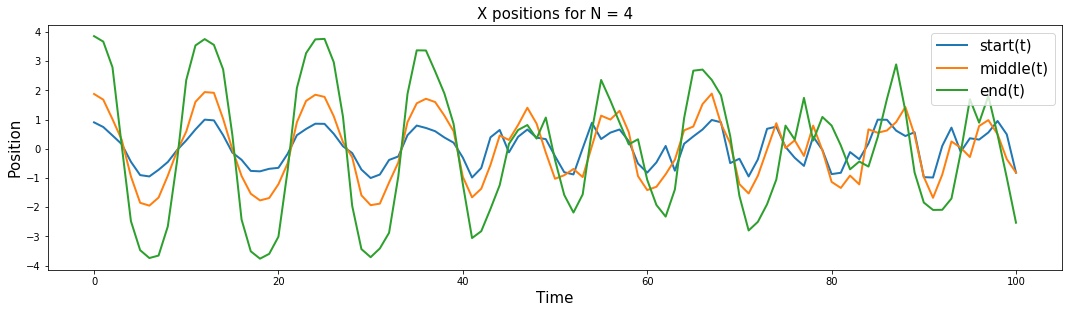 X positions for N = 4
4
3
2
1
0
−1
−2
−3
−4
Position
start(t)
middle(t)
end(t)
0
20
40
60
80
100
Time